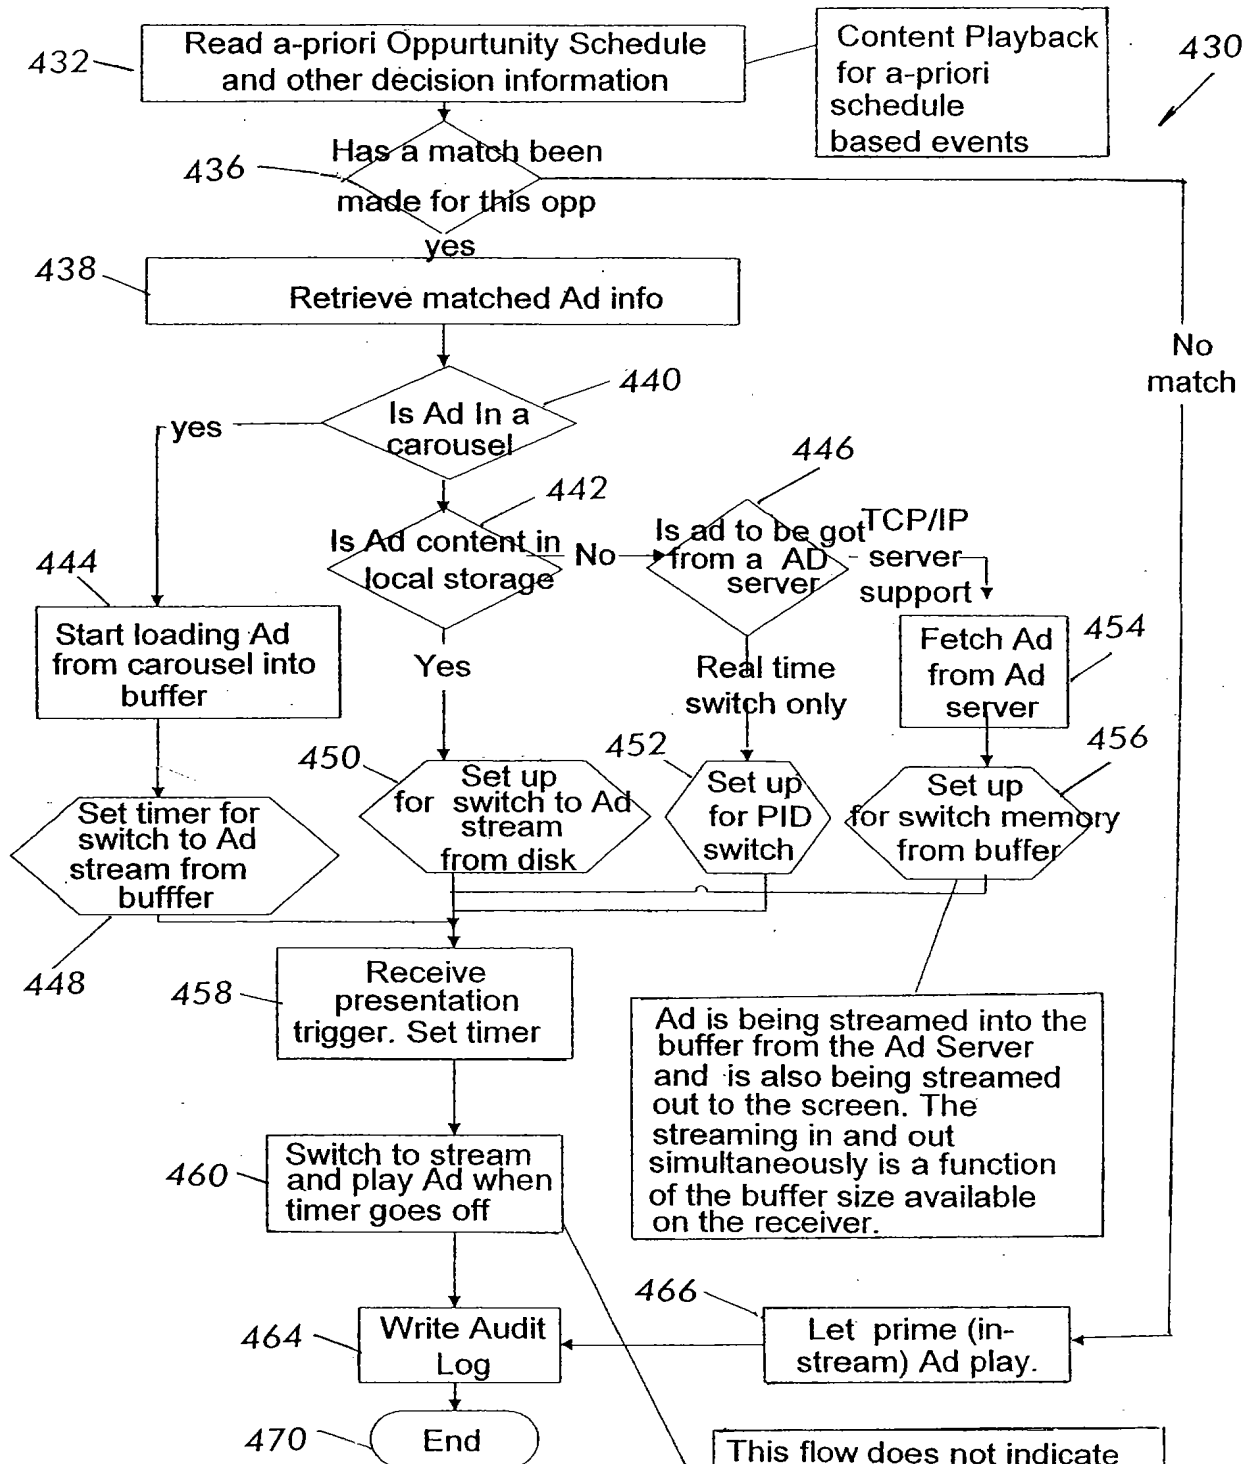 432
Read a-priori Oppurtunity Schedule
and other decision information
Content Playback
for a-priori
schedule
based events
430
436
Has a match been
made for this opp
yes
No
match
438
Retrieve matched Ad info
440
Is Ad In a
carousel
yes
442
Is Ad content in
local storage
No
446
Is ad to be got
from a AD
server
TCP/IP
server
support
444
Start loading Ad
from carousel into
buffer
Yes
Real time
switch only
Fetch Ad
from Ad
server
454
448
Set timer for
switch to Ad
stream from
bufffer
450
Set up
for switch to Ad
stream
from disk
452
Set up
for PID
switch
456
Set up
for switch memory
from buffer
458
Receive
presentation
trigger. Set timer
Ad is being streamed into the
buffer from the Ad Server
and is also being streamed
out to the screen. The
streaming in and out
simultaneously is a function
of the buffer size available
on the receiver.
460
Switch to stream
and play Ad when
timer goes off
466
Let prime (in-
stream) Ad play.
464
Write Audit
Log
470
End
This flow does not indicate